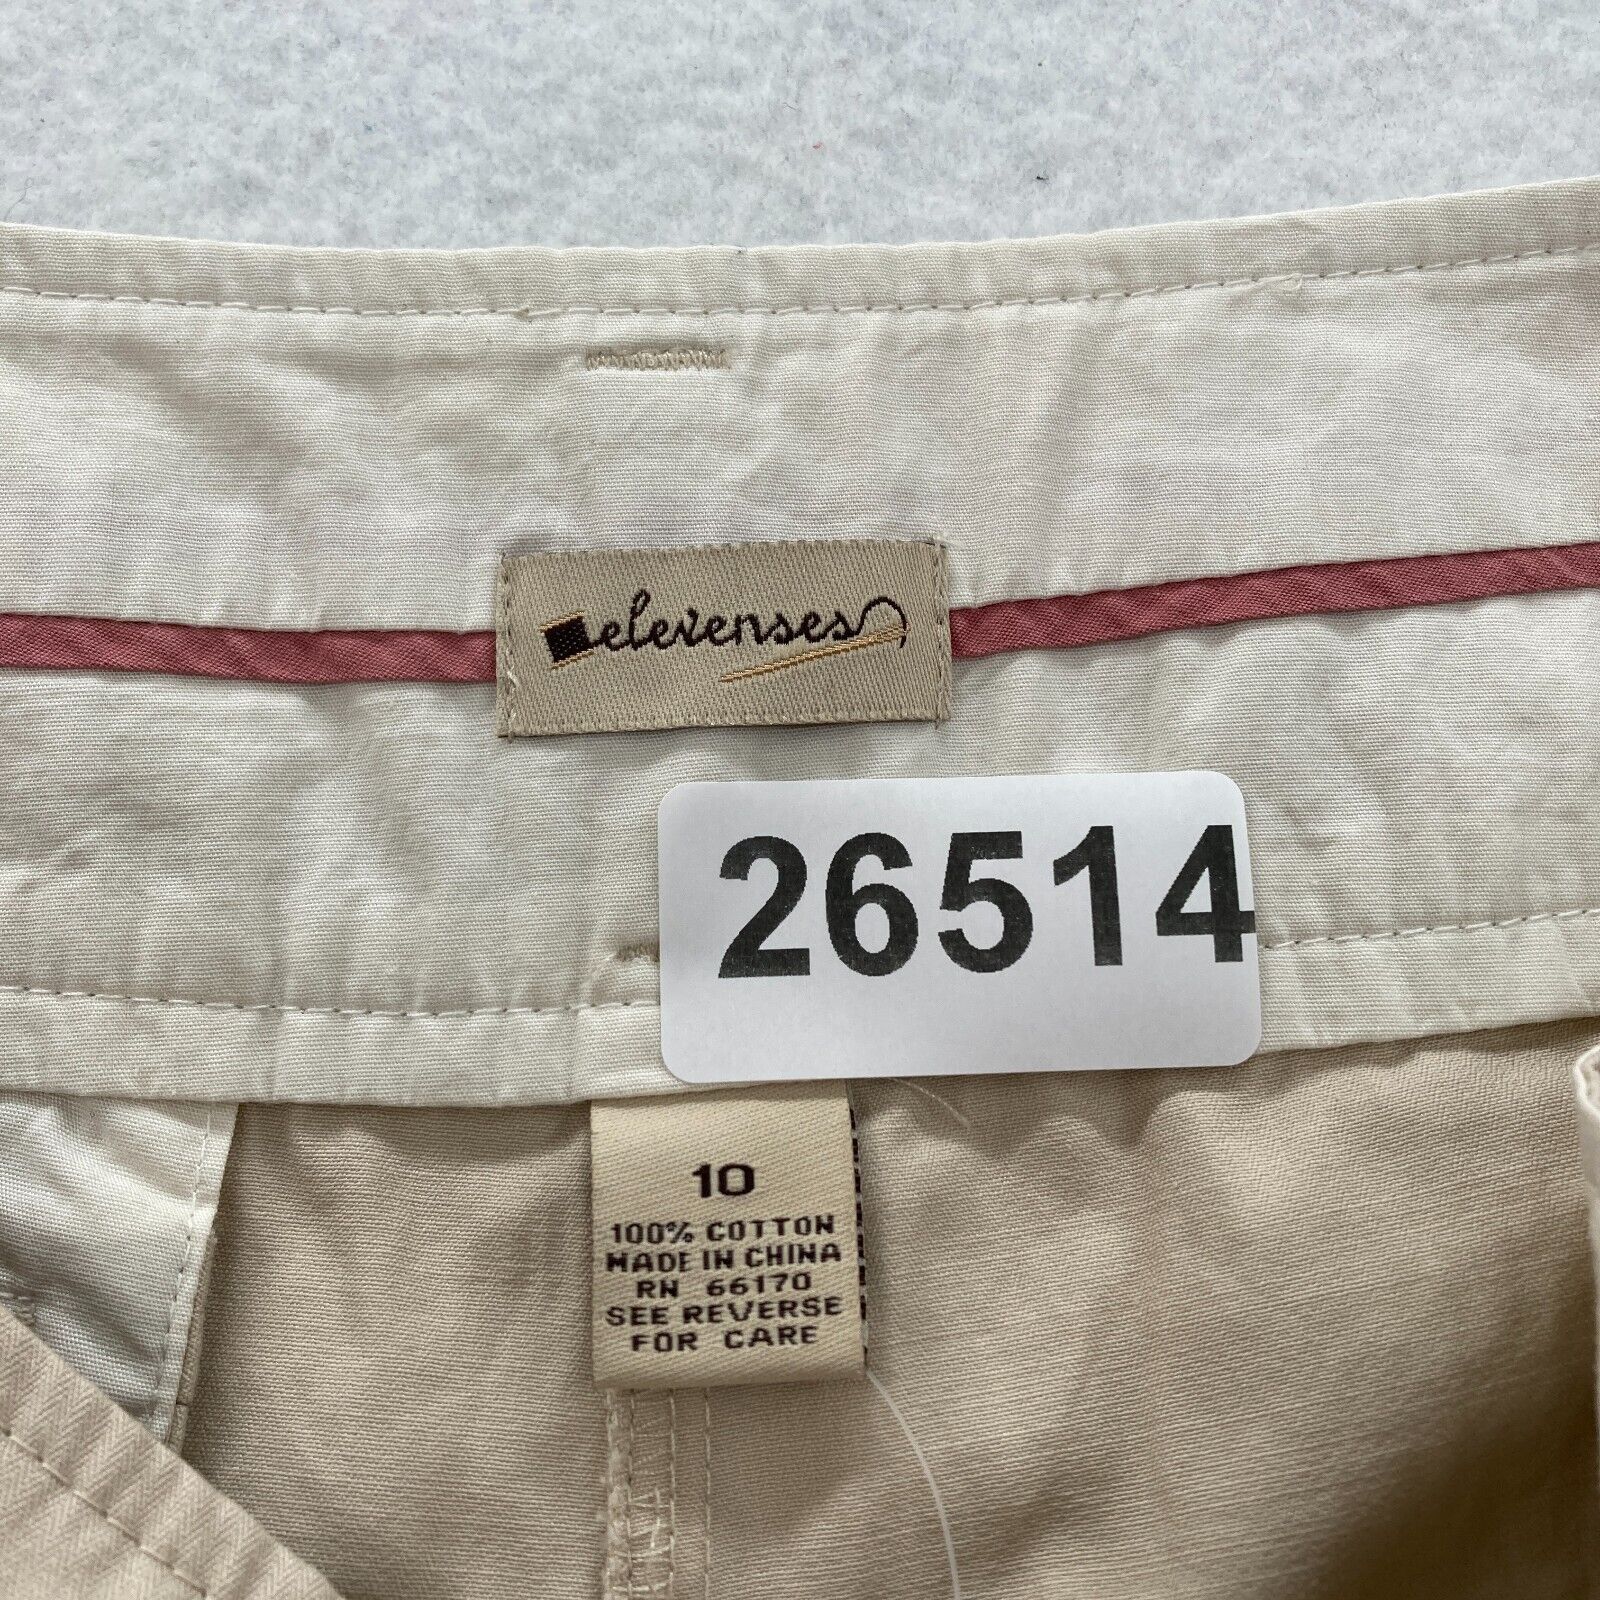 elevenses
26514
10
100% COTTON
MADE IN CHINA
RN 66170
SEE REVERSE
FOR CARE